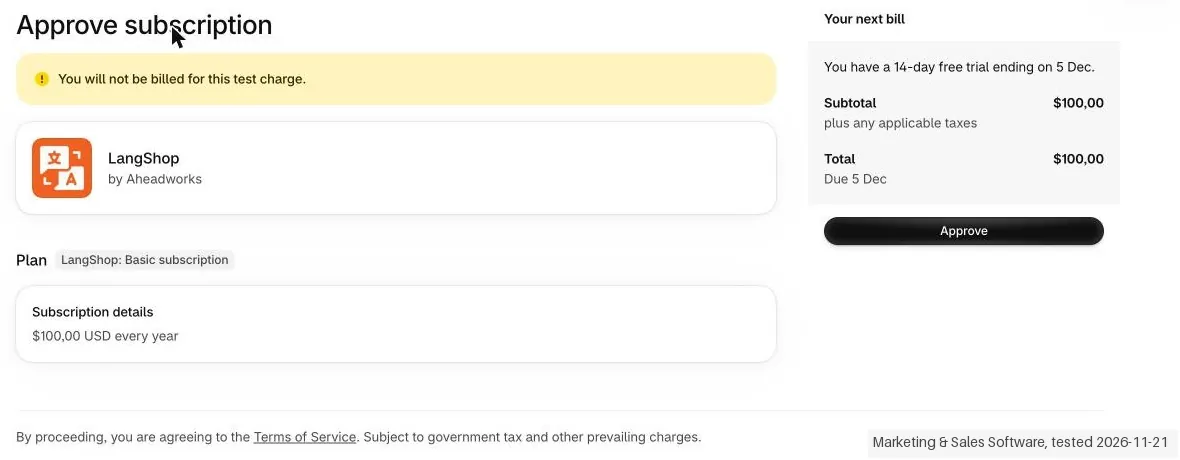 Approve subscription
You will not be billed for this test charge.
文
A
LangShop
by Aheadworks
Plan LangShop: Basic subscription
Subscription details
$100,00 USD every year
By proceeding, you are agreeing to the Terms of Service. Subject to government tax and other prevailing charges.
Your next bill
You have a 14-day free trial ending on 5 Dec.
Subtotal $100,00
plus any applicable taxes
Total $100,00
Due 5 Dec
Approve
Marketing & Sales Software, tested 2026-11-21